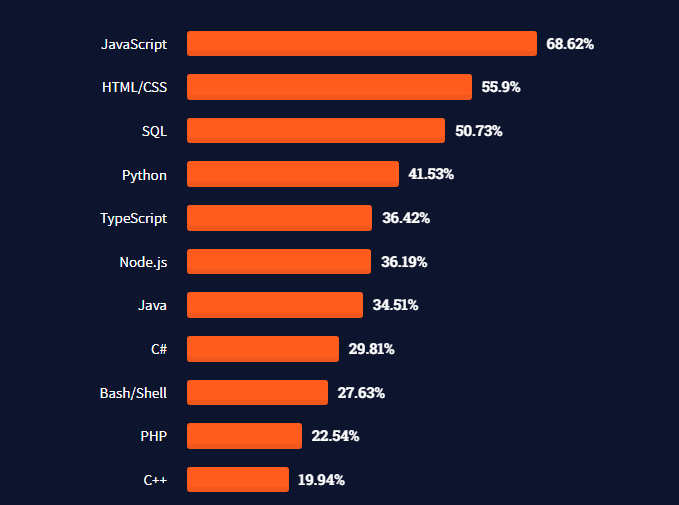 JavaScript 68.62%
HTML/CSS 55.9%
SQL 50.73%
Python 41.53%
TypeScript 36.42%
Node.js 36.19%
Java 34.51%
C# 29.81%
Bash/Shell 27.63%
PHP 22.54%
C++ 19.94%